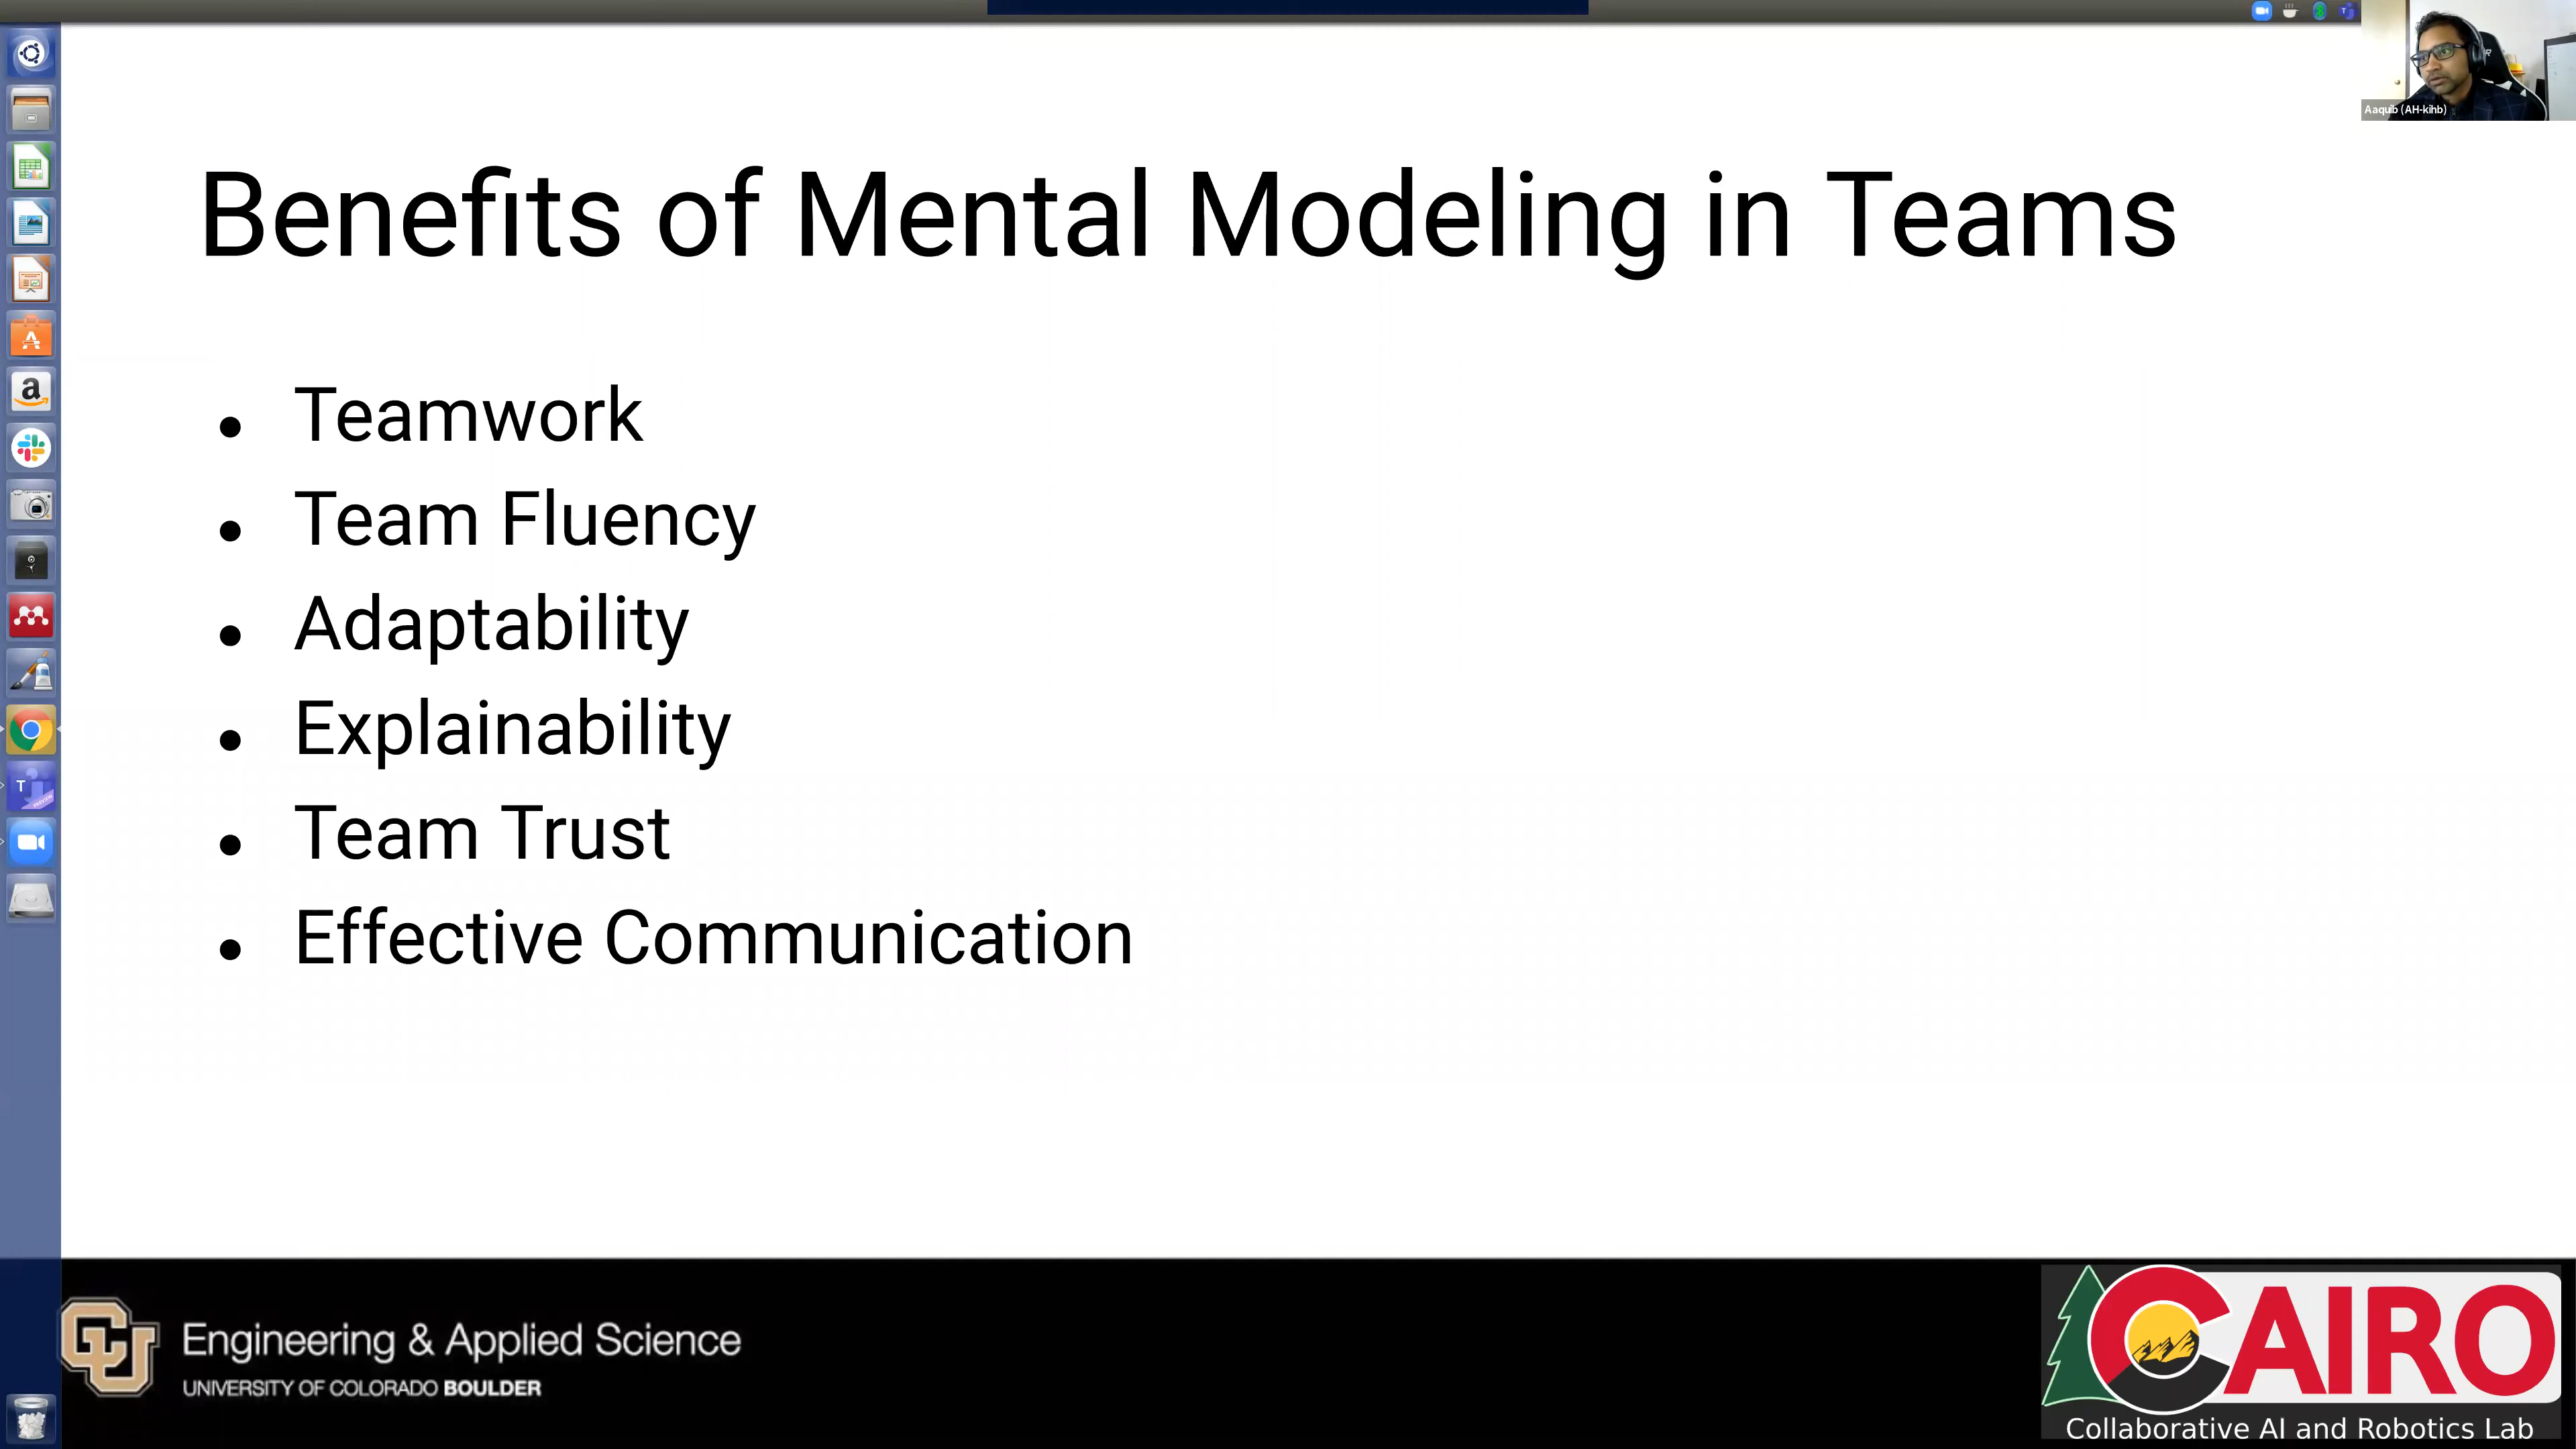 Aaquib (AH-kihb)
Benefits of Mental Modeling in Teams
Teamwork
Team Fluency
Adaptability
Explainability
Team Trust
Effective Communication
CU
Engineering & Applied Science
UNIVERSITY OF COLORADO BOULDER
CAIRO
Collaborative AI and Robotics Lab